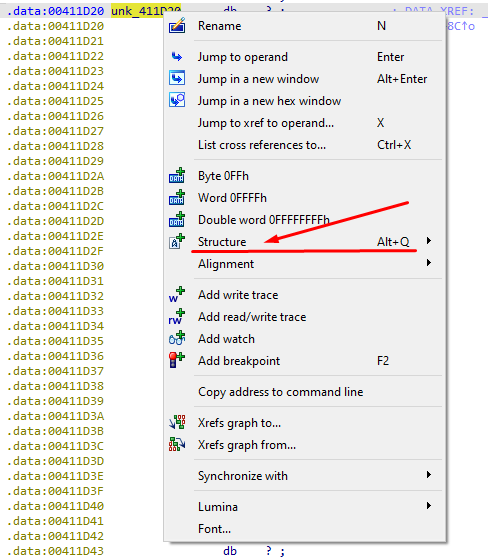 .data:00411D20 unk_411D20 db ? ; ; DATA XREF: _
.data:00411D20 8C↑o
.data:00411D21
.data:00411D22
.data:00411D23
.data:00411D24
.data:00411D25
.data:00411D26
.data:00411D27
.data:00411D28
.data:00411D29
.data:00411D2A
.data:00411D2B
.data:00411D2C
.data:00411D2D
.data:00411D2E
.data:00411D2F
.data:00411D30
.data:00411D31
.data:00411D32
.data:00411D33
.data:00411D34
.data:00411D35
.data:00411D36
.data:00411D37
.data:00411D38
.data:00411D39
.data:00411D3A
.data:00411D3B
.data:00411D3C
.data:00411D3D
.data:00411D3E
.data:00411D3F
.data:00411D40
.data:00411D41
.data:00411D42
.data:00411D43 db ? ;
Rename N
Jump to operand Enter
Jump in a new window Alt+Enter
Jump in a new hex window
Jump to xref to operand... X
List cross references to... Ctrl+X
Byte 0FFh
Word 0FFFFh
Double word 0FFFFFFFFh
Structure Alt+Q
Alignment
Add write trace
Add read/write trace
Add watch
Add breakpoint F2
Copy address to command line
Xrefs graph to...
Xrefs graph from...
Synchronize with
Lumina
Font...